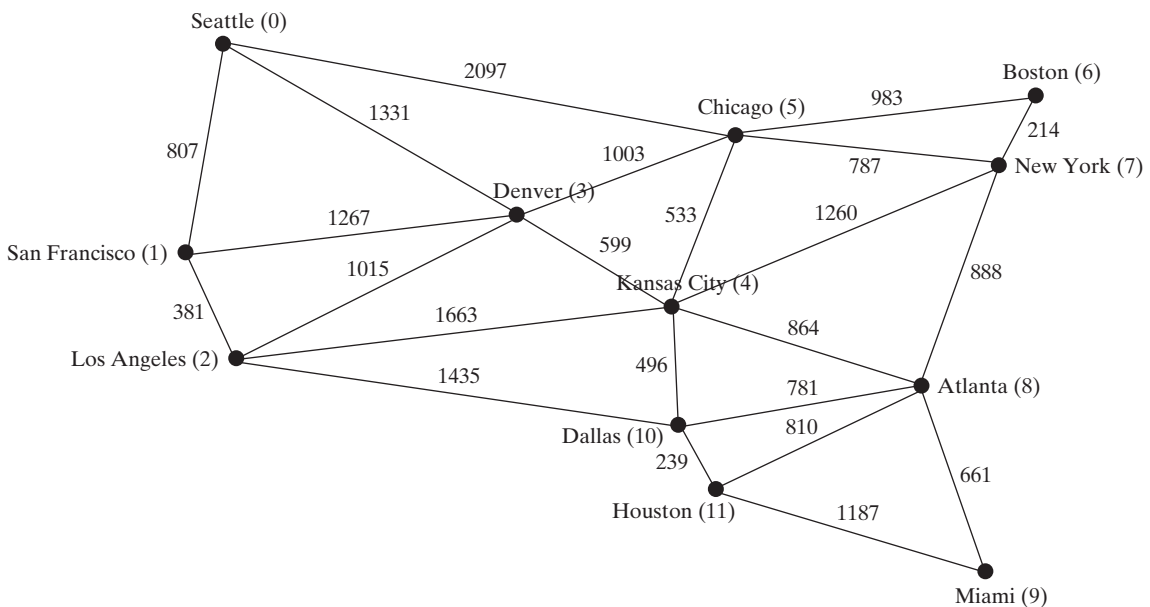 Seattle (0)
Boston (6)
2097
983
Chicago (5)
1331
214
807
1003
787
New York (7)
Denver (3)
1267
533
1260
599
San Francisco (1)
1015
888
Kansas City (4)
381
1663
864
Los Angeles (2)
496
1435
781
Atlanta (8)
810
Dallas (10)
239
661
Houston (11)
1187
Miami (9)